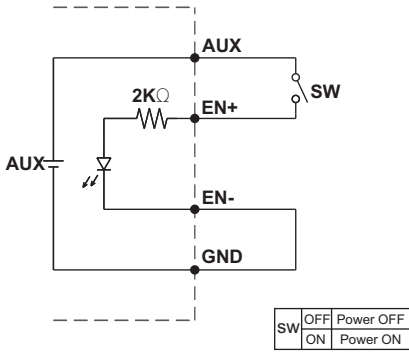 AUX
2KΩ
SW
EN+
AUX
EN-
GND
SW OFF Power OFF
ON Power ON